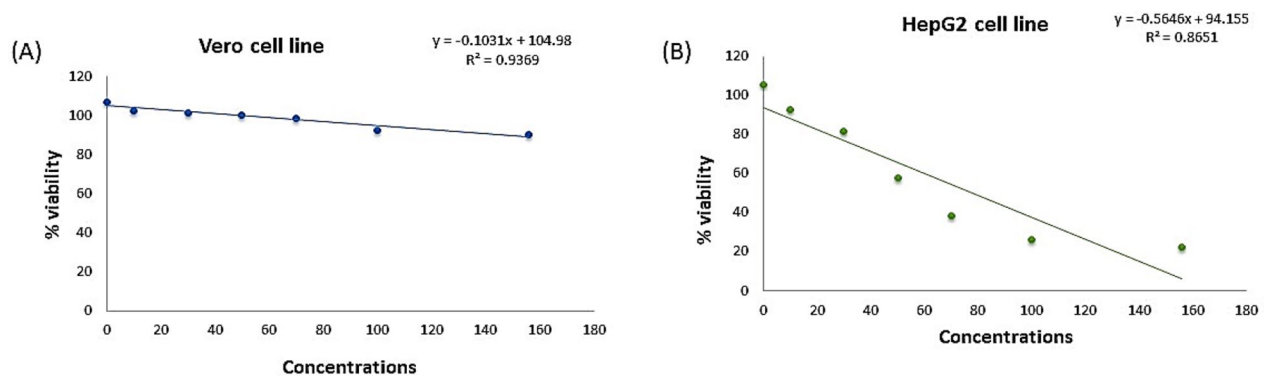 (A)
Vero cell line
y = -0.1031x + 104.98
R² = 0.9369
% viability
120
100
80
60
40
20
0
0 20 40 60 80 100 120 140 160 180
Concentrations
(B)
HepG2 cell line
y = -0.5646x + 94.155
R² = 0.8651
% viability
120
100
80
60
40
20
0
0 20 40 60 80 100 120 140 160 180
Concentrations